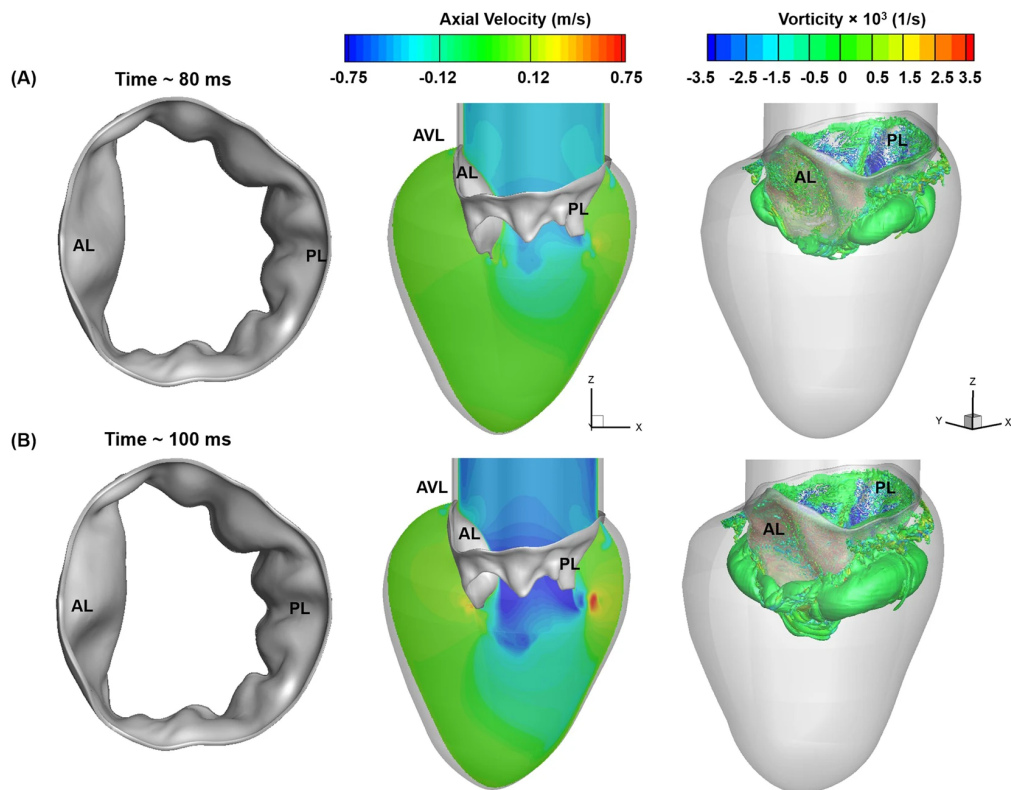 Axial Velocity (m/s)
Vorticity × 10³ (1/s)
-0.75 -0.12 0.12 0.75
-3.5 -2.5 -1.5 -0.5 0 0.5 1.5 2.5 3.5
(A)
Time ~ 80 ms
AVL
AL
PL
AL
PL
PL
AL
AL
PL
Z
X
Z
Y
X
(B)
Time ~ 100 ms
AVL
AL
PL
PL
AL
AL
PL